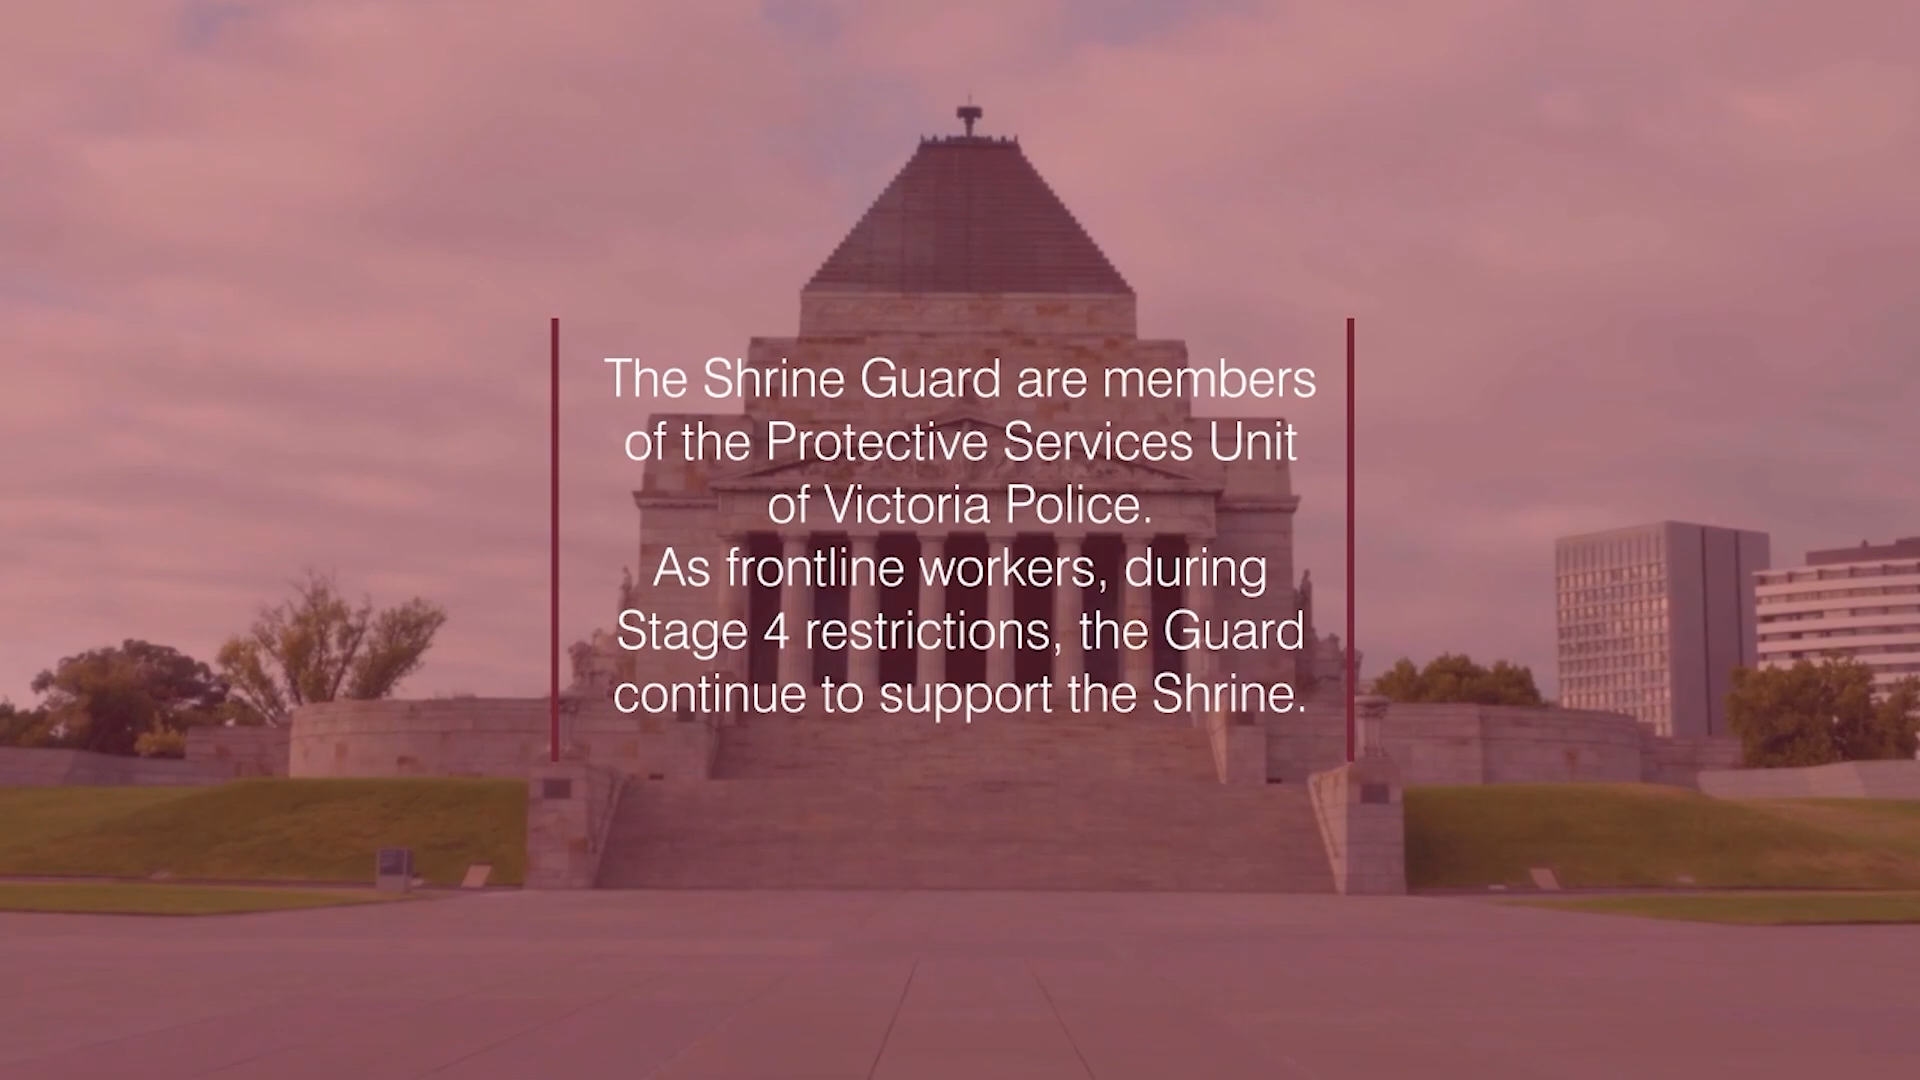 The Shrine Guard are members
of the Protective Services Unit
of Victoria Police.
As frontline workers, during
Stage 4 restrictions, the Guard
continue to support the Shrine.